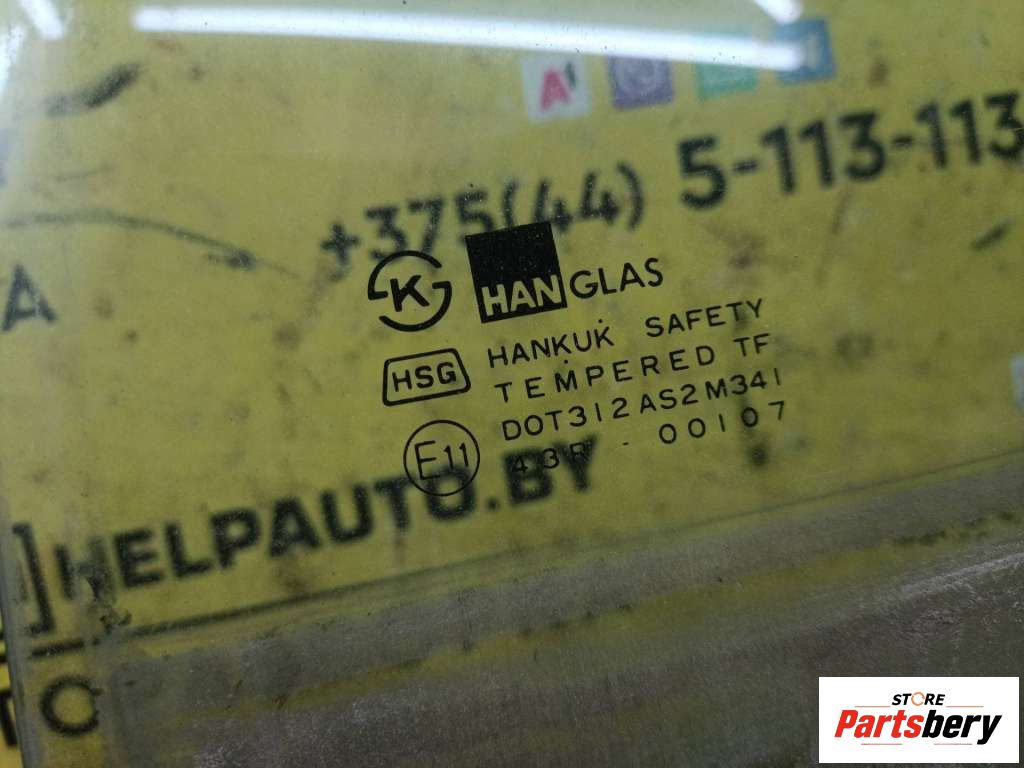 A
+375(44) 5-113-113
A
K
HANGLAS
HANKUK SAFETY
HSG
TEMPERED TF
DOT312AS2M341
E11
43R - 00107
HELPAUTO.BY
TO
STORE
Partsbery